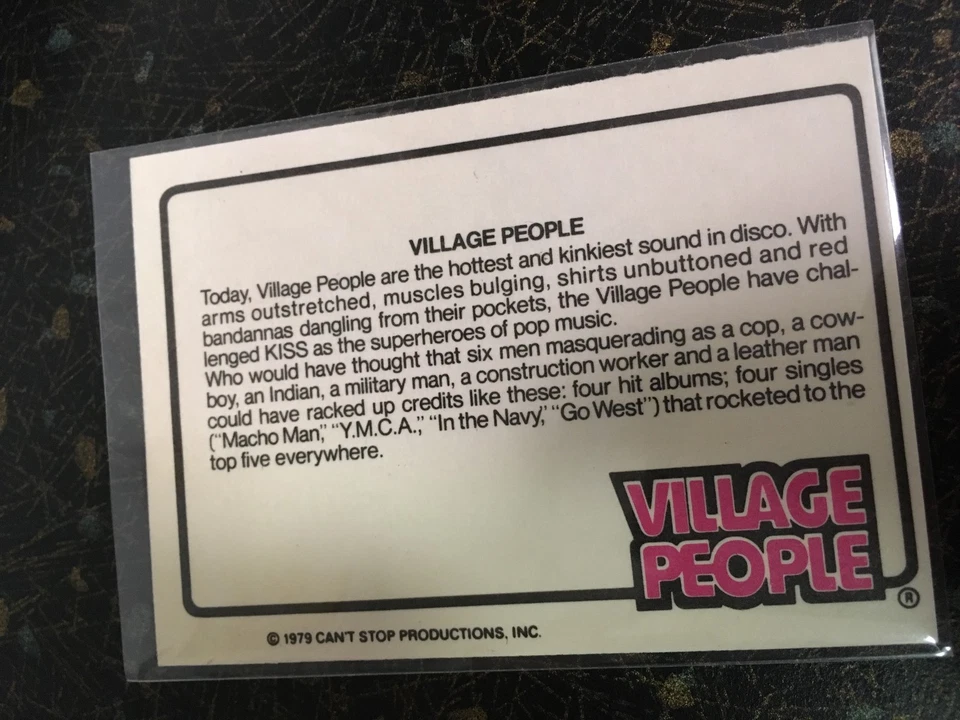 VILLAGE PEOPLE
Today, Village People are the hottest and kinkiest sound in disco. With
arms outstretched, muscles bulging, shirts unbuttoned and red
bandannas dangling from their pockets, the Village People have chal-
lenged KISS as the superheroes of pop music.
Who would have thought that six men masquerading as a cop, a cow-
boy, an Indian, a military man, a construction worker and a leather man
could have racked up credits like these: four hit albums; four singles
("Macho Man," "Y.M.C.A.," "In the Navy," "Go West") that rocketed to the
top five everywhere.
VILLAGE
PEOPLE
®
© 1979 CAN'T STOP PRODUCTIONS, INC.